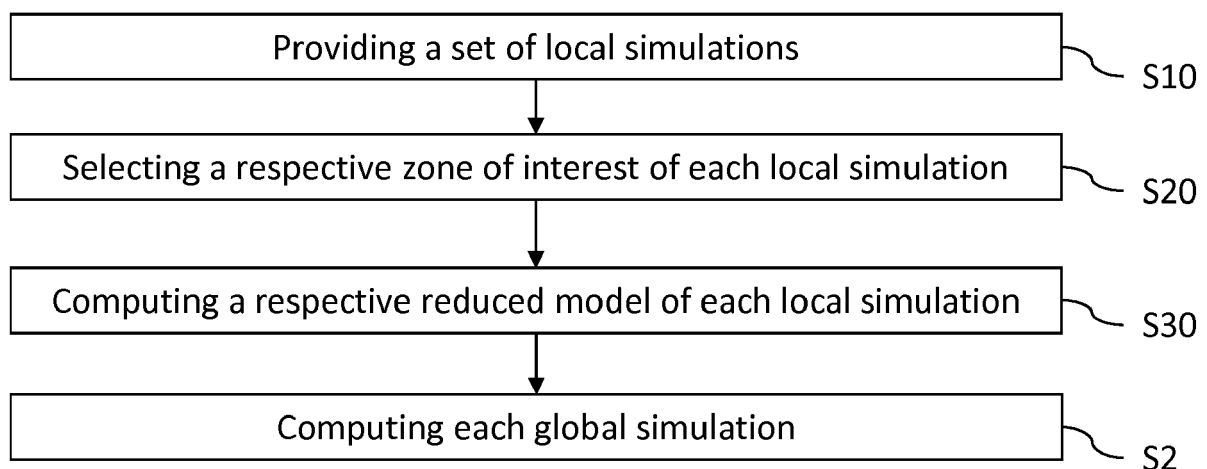 Providing a set of local simulations
S10
Selecting a respective zone of interest of each local simulation
S20
Computing a respective reduced model of each local simulation
S30
Computing each global simulation
S2